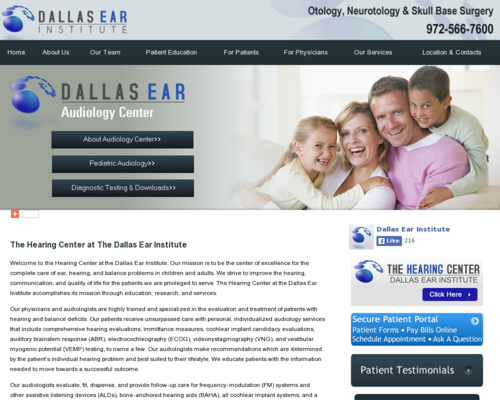 DALLAS EAR
INSTITUTE
Otology, Neurotology & Skull Base Surgery
972-566-7600
Home About Us Our Team Patient Education For Patients For Physicians Our Services Location & Contacts
DALLAS EAR
Audiology Center
About Audiology Center>>
Pediatric Audiology>>
Diagnostic Testing & Downloads>>
The Hearing Center at The Dallas Ear Institute
Welcome to the Hearing Center at the Dallas Ear Institute. Our mission is to be the center of excellence for the
complete care of ear, hearing, and balance problems in children and adults. We strive to improve the hearing,
communication, and quality of life for the patients we are privileged to serve. The Hearing Center at the Dallas Ear
Institute accomplishes its mission through education, research, and services.
Our physicians and audiologists are highly trained and specialized in the evaluation and treatment of patients with
hearing and balance deficits. Our patients receive unsurpassed care with personal, individualized audiology services
that include comprehensive hearing evaluations, immittance measures, cochlear implant candidacy evaluations,
auditory brainstem response (ABR), electrocochleography (ECOG), videonystagmography (VNG), and vestibular
myogenic potential (VEMP) testing, to name a few. Our audiologists make recommendations which are determined
by the patient's individual hearing problem and best suited to their lifestyle. We educate patients with the information
needed to move towards a successful outcome.
Our audiologists evaluate, fit, dispense, and provide follow-up care for frequency-modulation (FM) systems and
other assistive listening devices (ALDs), bone-anchored hearing aids (BAHA), all cochlear implant systems, and a
Dallas Ear Institute
Like 216
THE HEARING CENTER
DALLAS EAR INSTITUTE
Click Here
Secure Patient Portal
Patient Forms • Pay Bills Online
Schedule Appointment • Ask A Question
Patient Testimonials